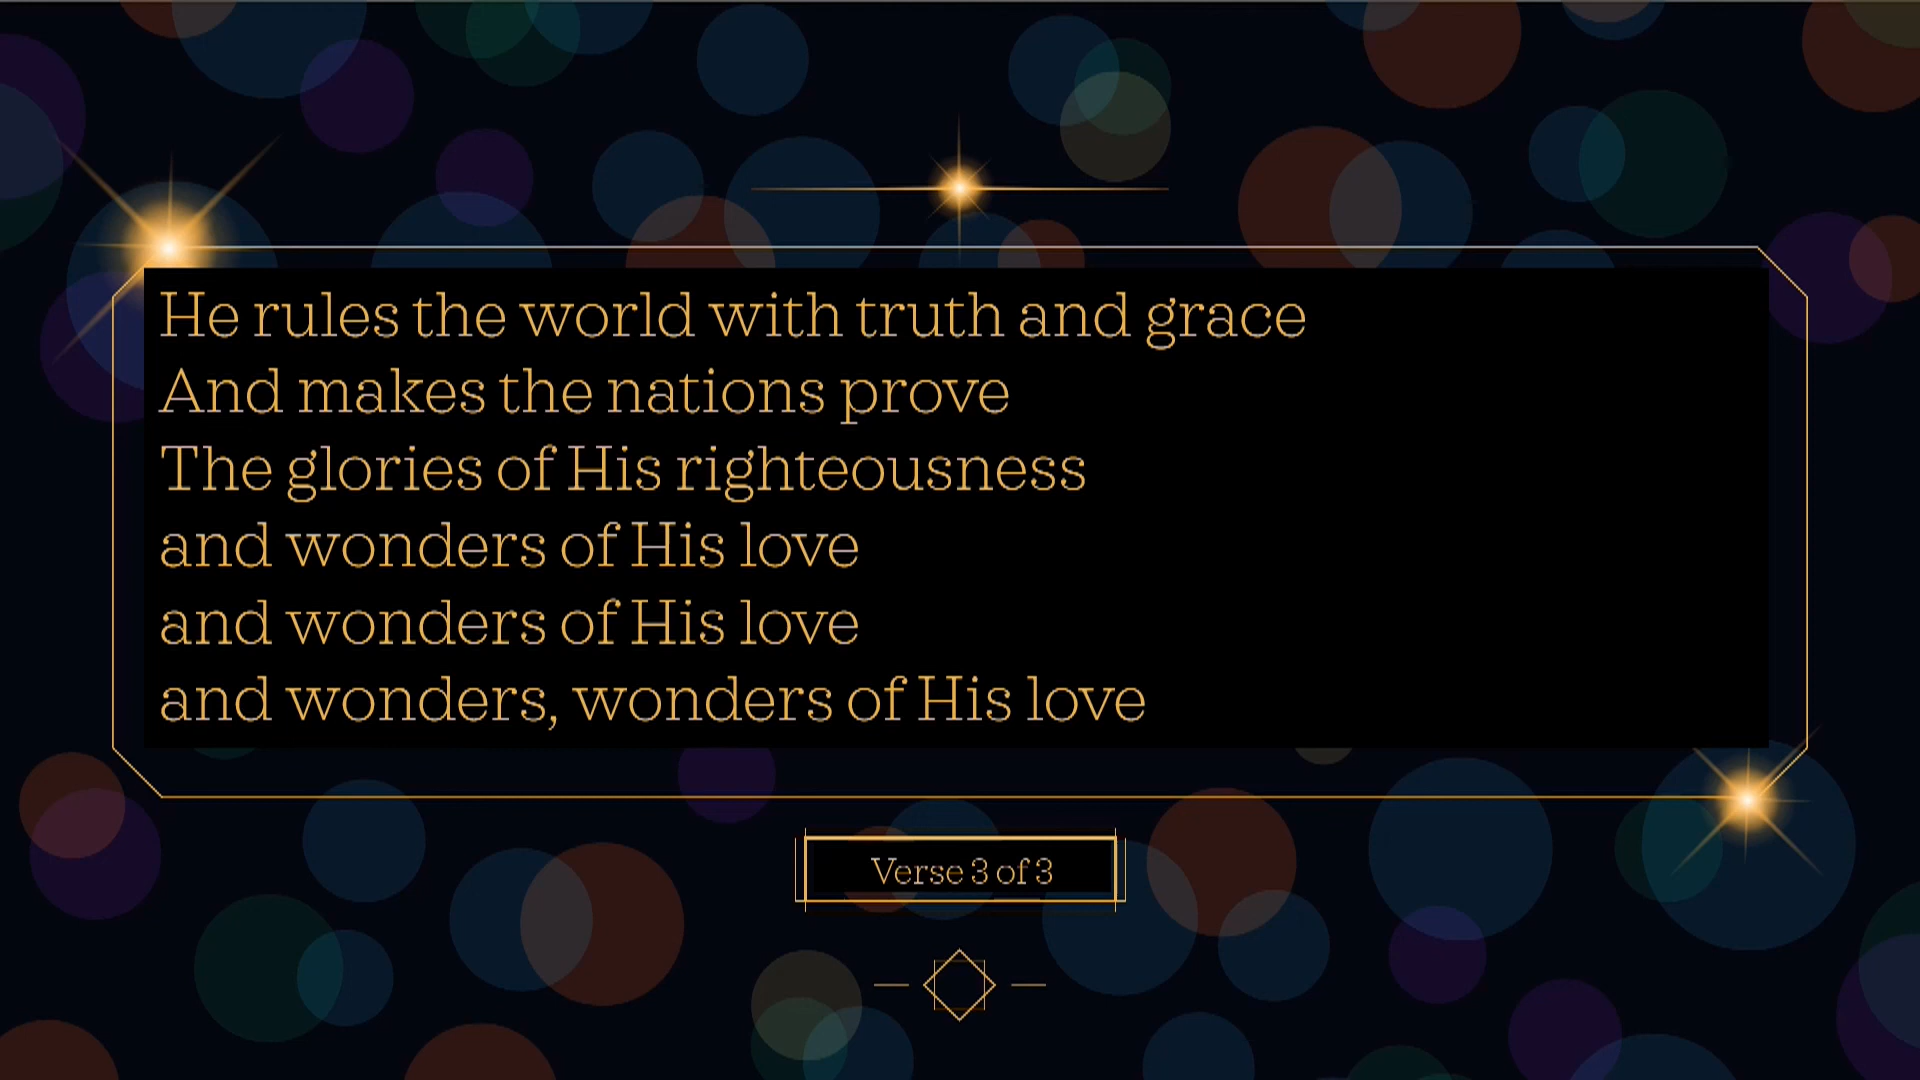 He rules the world with truth and grace
And makes the nations prove
The glories of His righteousness
and wonders of His love
and wonders of His love
and wonders, wonders of His love
Verse 3 of 3